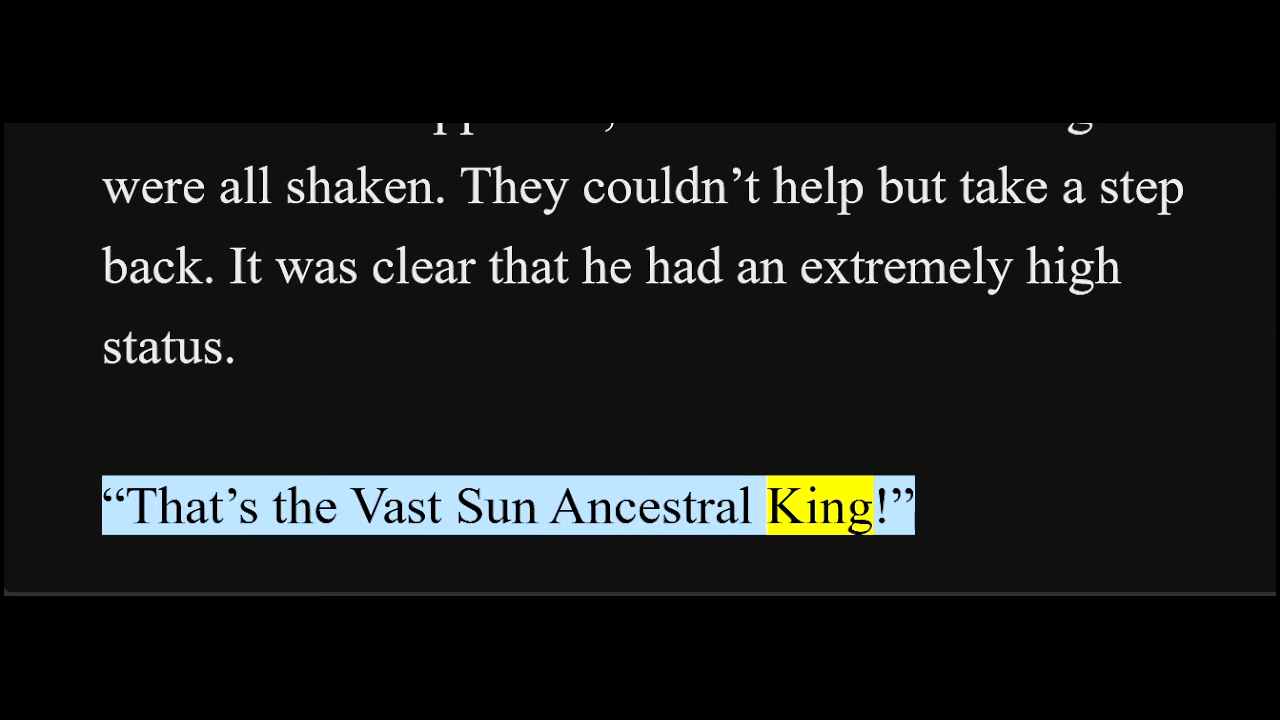 were all shaken. They couldn’t help but take a step
back. It was clear that he had an extremely high
status.
“That’s the Vast Sun Ancestral King!”